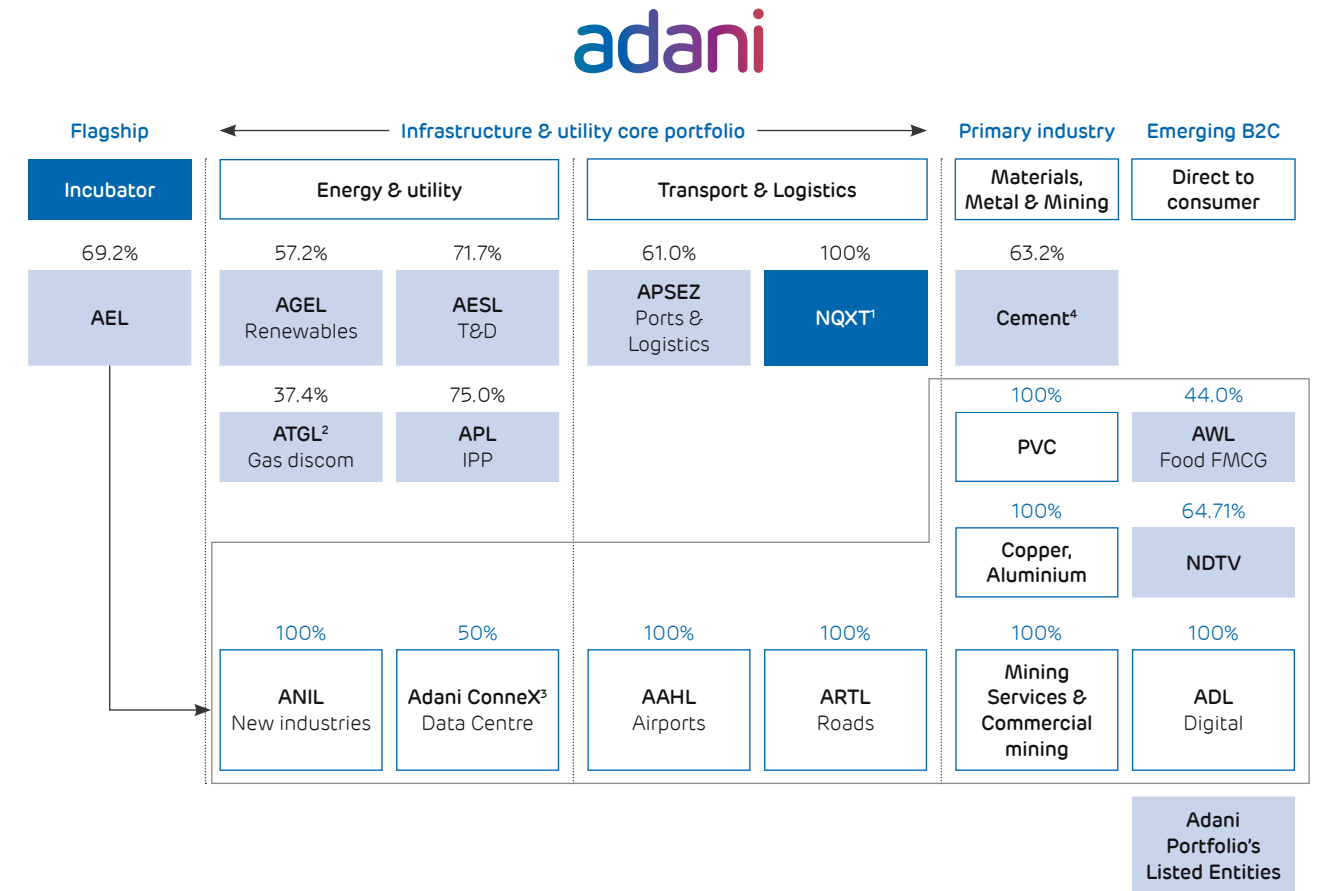 adani
Flagship
Infrastructure & utility core portfolio
Primary industry
Emerging B2C
Incubator
Energy & utility
Transport & Logistics
Materials,
Metal & Mining
Direct to
consumer
69.2%
AEL
57.2%
AGEL
Renewables
71.7%
AESL
T&D
61.0%
APSEZ
Ports &
Logistics
100%
NQXT¹
63.2%
Cement⁴
37.4%
ATGL²
Gas discom
75.0%
APL
IPP
100%
PVC
44.0%
AWL
Food FMCG
100%
Copper,
Aluminium
64.71%
NDTV
100%
ANIL
New industries
50%
Adani ConneX³
Data Centre
100%
AAHL
Airports
100%
ARTL
Roads
100%
Mining
Services &
Commercial
mining
100%
ADL
Digital
Adani
Portfolio's
Listed Entities